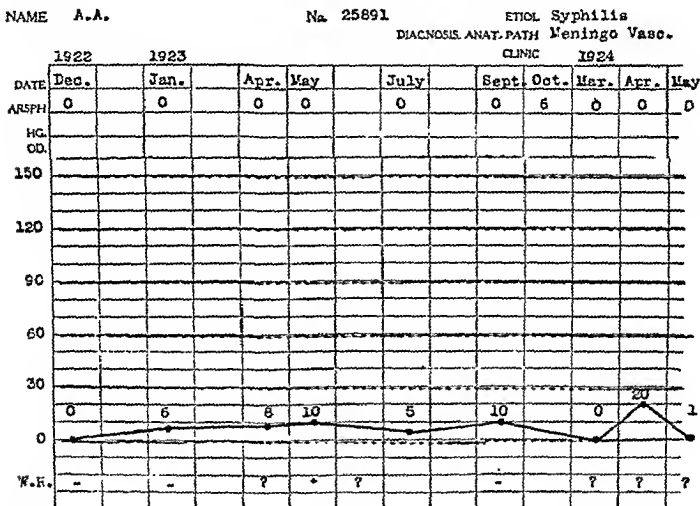 NAME A.A. No. 25891 ETIOL Syphilis
DIAGNOSIS. ANAT. PATH Meningo Vasc.
CLINIC
1922 1923 1924
DATE Dec. Jan. Apr. May July Sept. Oct. Mar. Apr. May
ARSPH 0 0 0 0 0 0 6 0 0 0
HG.
OD.
150
120
90
60
30
20
0 6 8 10 5 10 0 1
0
W.R. - - ? + ? - ? ? ?